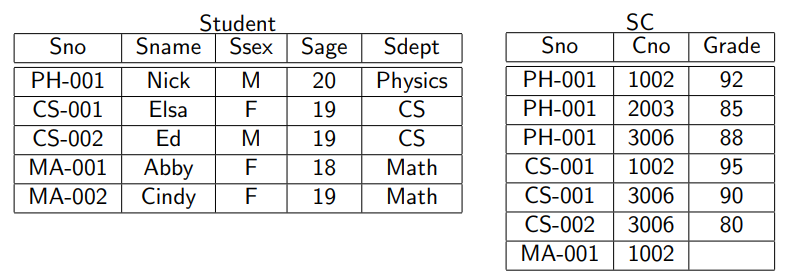 Student
Sno Sname Ssex Sage Sdept
PH-001 Nick M 20 Physics
CS-001 Elsa F 19 CS
CS-002 Ed M 19 CS
MA-001 Abby F 18 Math
MA-002 Cindy F 19 Math
SC
Sno Cno Grade
PH-001 1002 92
PH-001 2003 85
PH-001 3006 88
CS-001 1002 95
CS-001 3006 90
CS-002 3006 80
MA-001 1002